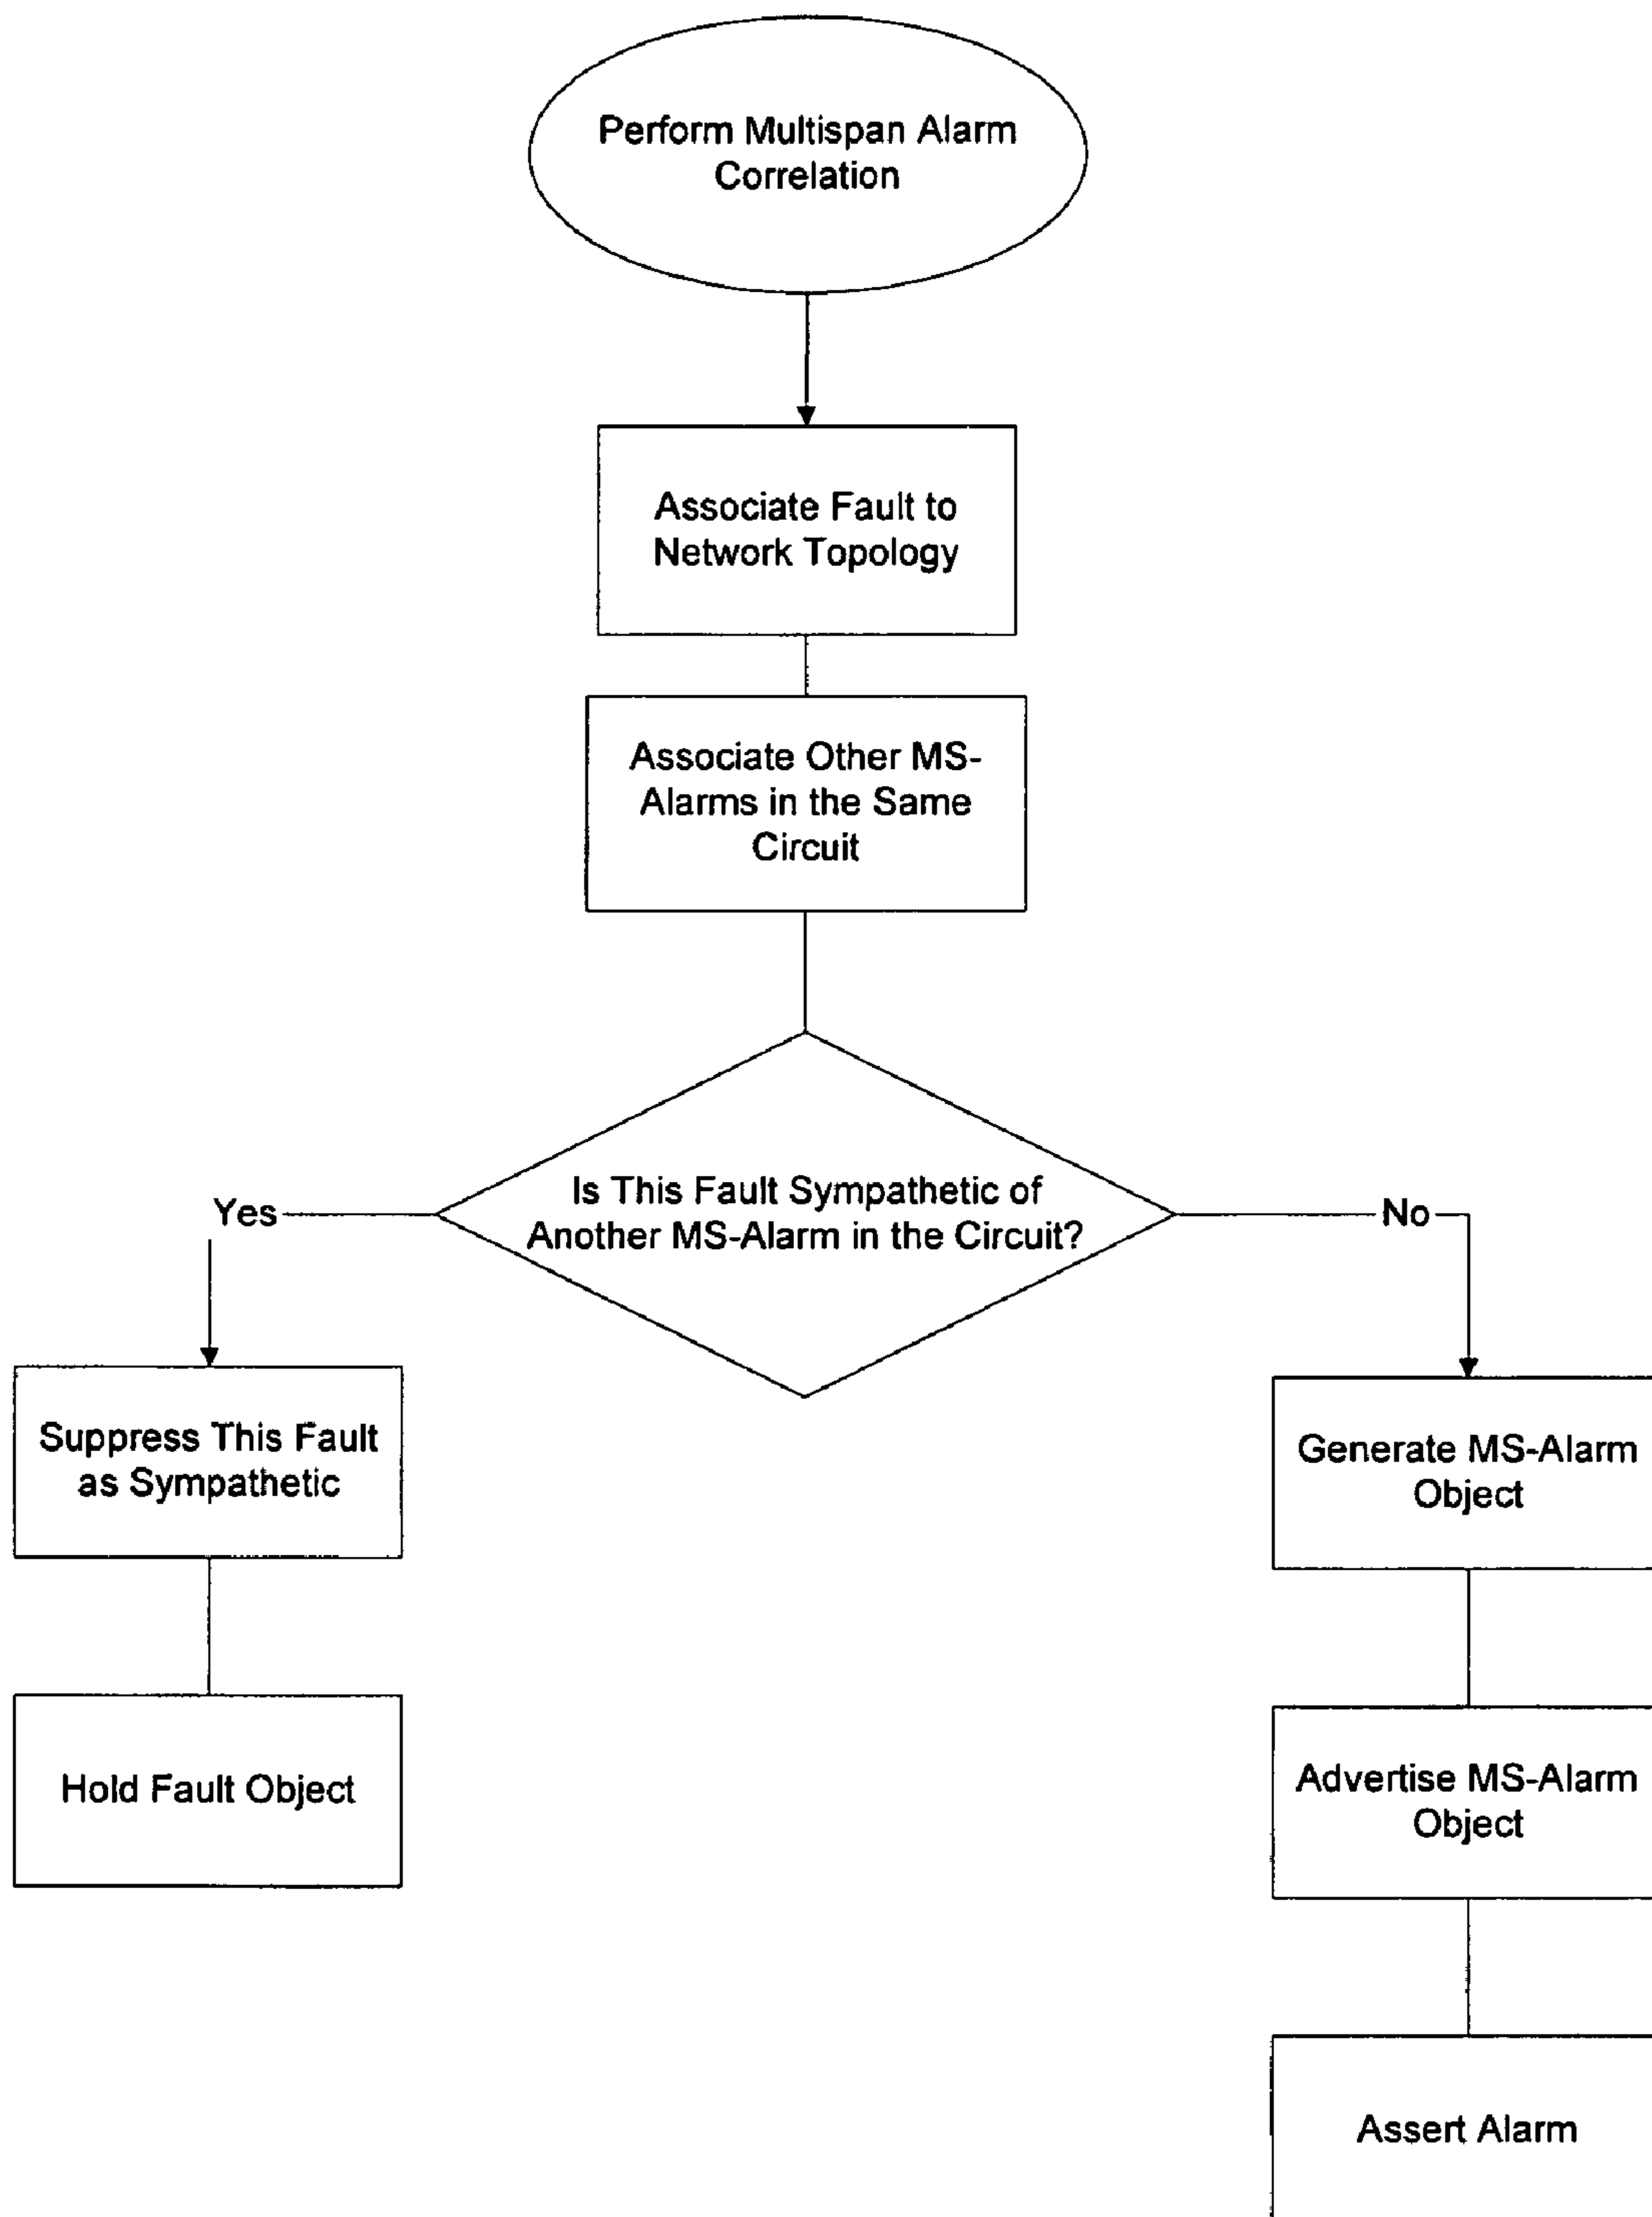 Perform Multispan Alarm
Correlation
Associate Fault to
Network Topology
Associate Other MS-
Alarms in the Same
Circuit
Is This Fault Sympathetic of
Another MS-Alarm in the Circuit?
Yes
No
Suppress This Fault
as Sympathetic
Generate MS-Alarm
Object
Hold Fault Object
Advertise MS-Alarm
Object
Assert Alarm